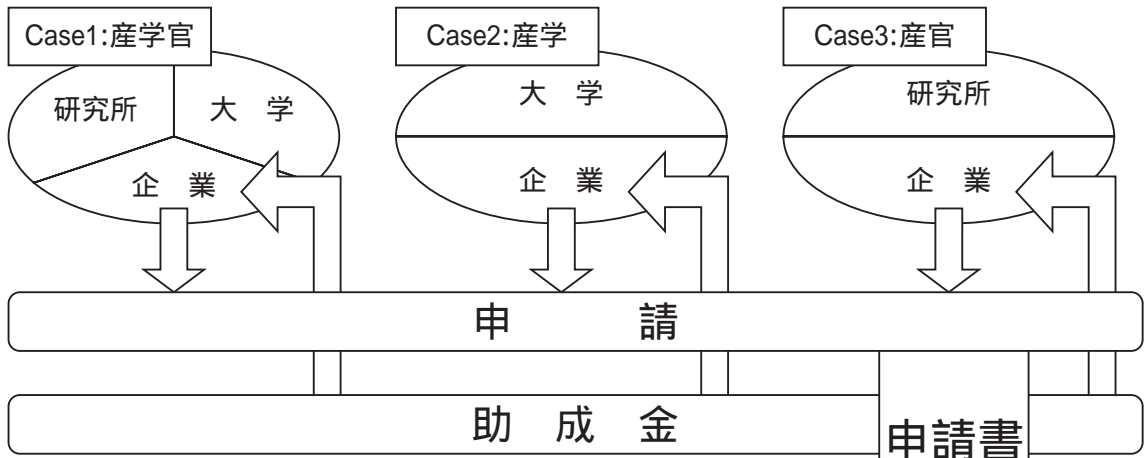 Case1:産学官
Case2:産学
Case3:産官
研究所
大　学
企　業
大　学
企　業
研究所
企　業
申　請
助　成　金
申請書